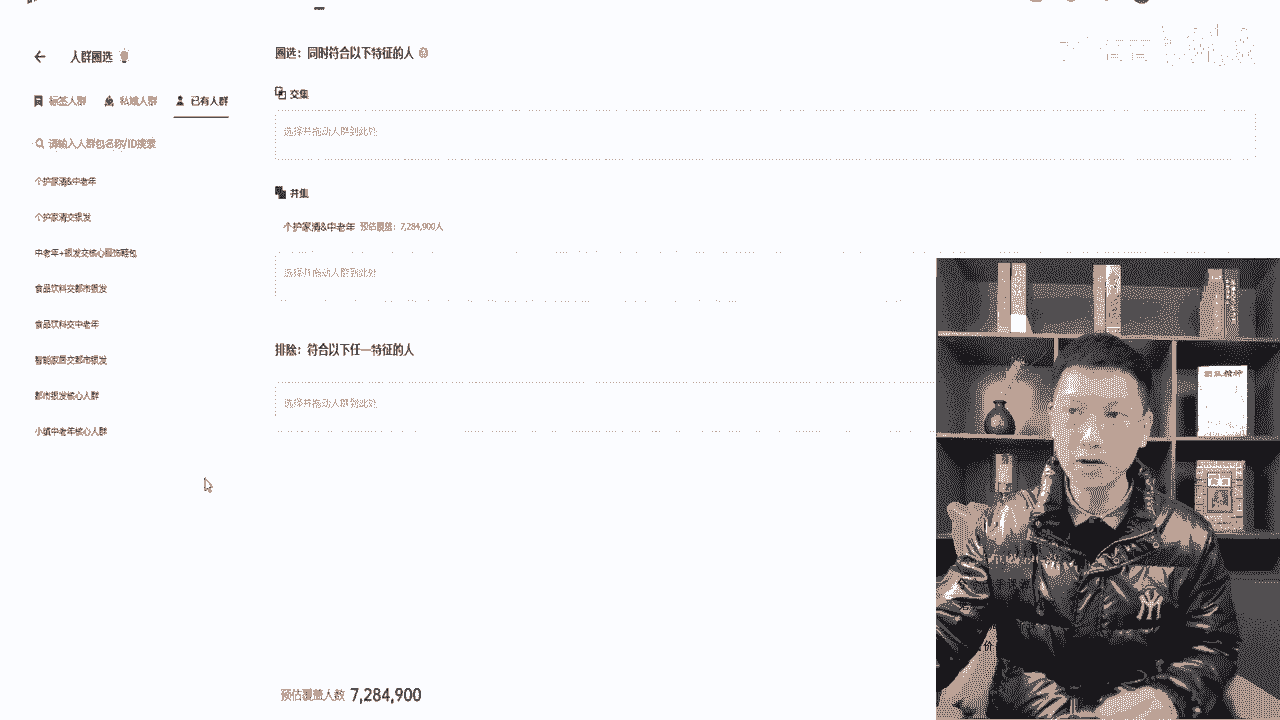 人群圈选
标签人群 私域人群 已有人群
请输入人群包名称/ID搜索
个护家清&中老年
个护家清交银发
中老年+银发交核心服饰鞋包
食品饮料交都市银发
食品饮料交中老年
智能家居交都市银发
都市银发核心人群
小镇中老年核心人群
圈选：同时符合以下特征的人
交集
选择并拖动人群到此处
并集
个护家清&中老年 预估覆盖：7,284,900人
选择并拖动人群到此处
排除：符合以下任一特征的人
选择并拖动人群到此处
预估覆盖人数 7,284,900